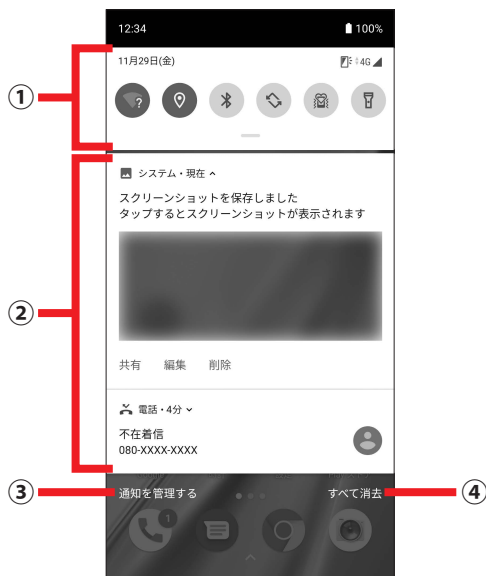 12:34 100%
11月29日(金) 4G
①
?
システム・現在
スクリーンショットを保存しました
タップするとスクリーンショットが表示されます
②
共有 編集 削除
電話・4分
不在着信
080-XXXX-XXXX
③ 通知を管理する すべて消去 ④
1